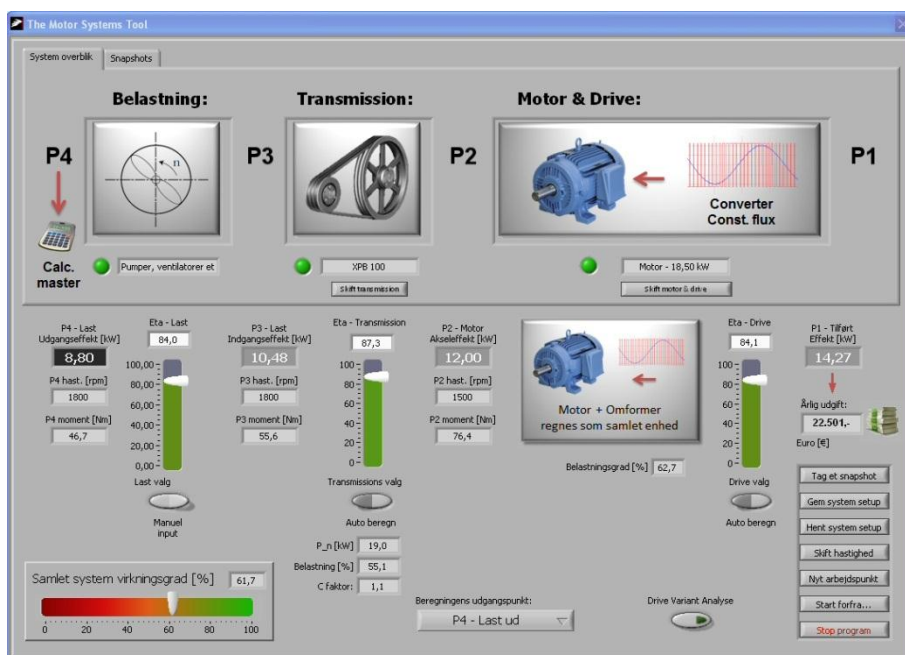 The Motor Systems Tool
System overblik
Snapshots
Belastning:
Transmission:
Motor & Drive:
P4
P3
P2
P1
n
Converter
Const. flux
Calc.
master
Pumper, ventilatorer et
XPB 100
Motor - 18,50 kW
Skift transmission
Skift motor & drive
P4 - Last
Udgangseffekt [kW]
8,80
P4 hast. [rpm]
1800
P4 moment [Nm]
46,7
Eta - Last
84,0
100,00
80,00
60,00
40,00
20,00
0,00
Last valg
Manuel
input
P3 - Last
Indgangseffekt [kW]
10,48
P3 hast. [rpm]
1800
P3 moment [Nm]
55,6
Eta - Transmission
87,3
100
80
60
40
20
0
Transmissions valg
Auto beregn
P_n [kW] 19,0
Belastning [%] 55,1
C faktor: 1,1
P2 - Motor
Akseleffekt [kW]
12,00
P2 hast. [rpm]
1500
P2 moment [Nm]
76,4
Motor + Omformer
regnes som samlet enhed
Belastningsgrad [%] 62,7
Eta - Drive
84,1
100
80
60
40
20
0
Drive valg
Auto beregn
P1 - Tilført
Effekt [kW]
14,27
Årlig udgift:
22.501,-
Euro [€]
Tag et snapshot
Gem system setup
Hent system setup
Skift hastighed
Nyt arbejdspunkt
Start forfra...
Stop program
Samlet system virkningsgrad [%] 61,7
0 20 40 60 80 100
Beregningens udgangspunkt:
P4 - Last ud
Drive Variant Analyse